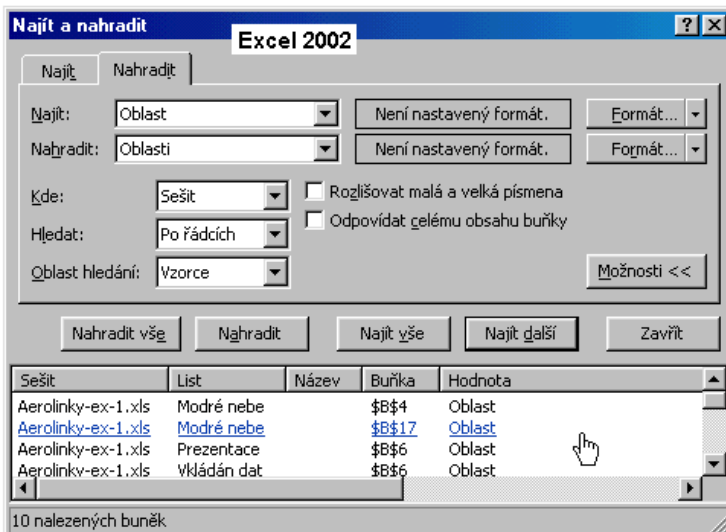 Najít a nahradit
Excel 2002
Najít Nahradit
Najít: Oblast Není nastavený formát. Formát...
Nahradit: Oblasti Není nastavený formát. Formát...
Kde: Sešit Rozlišovat malá a velká písmena
Hledat: Po řádcích Odpovídat celému obsahu buňky
Oblast hledání: Vzorce Možnosti <<
Nahradit vše Nahradit Najít vše Najít další Zavřít
Sešit List Název Buňka Hodnota
Aerolinky-ex-1.xls Modré nebe $B$4 Oblast
Aerolinky-ex-1.xls Modré nebe $B$17 Oblast
Aerolinky-ex-1.xls Prezentace $B$6 Oblast
Aerolinky-ex-1.xls Vkládán dat $B$6 Oblast
10 nalezených buněk